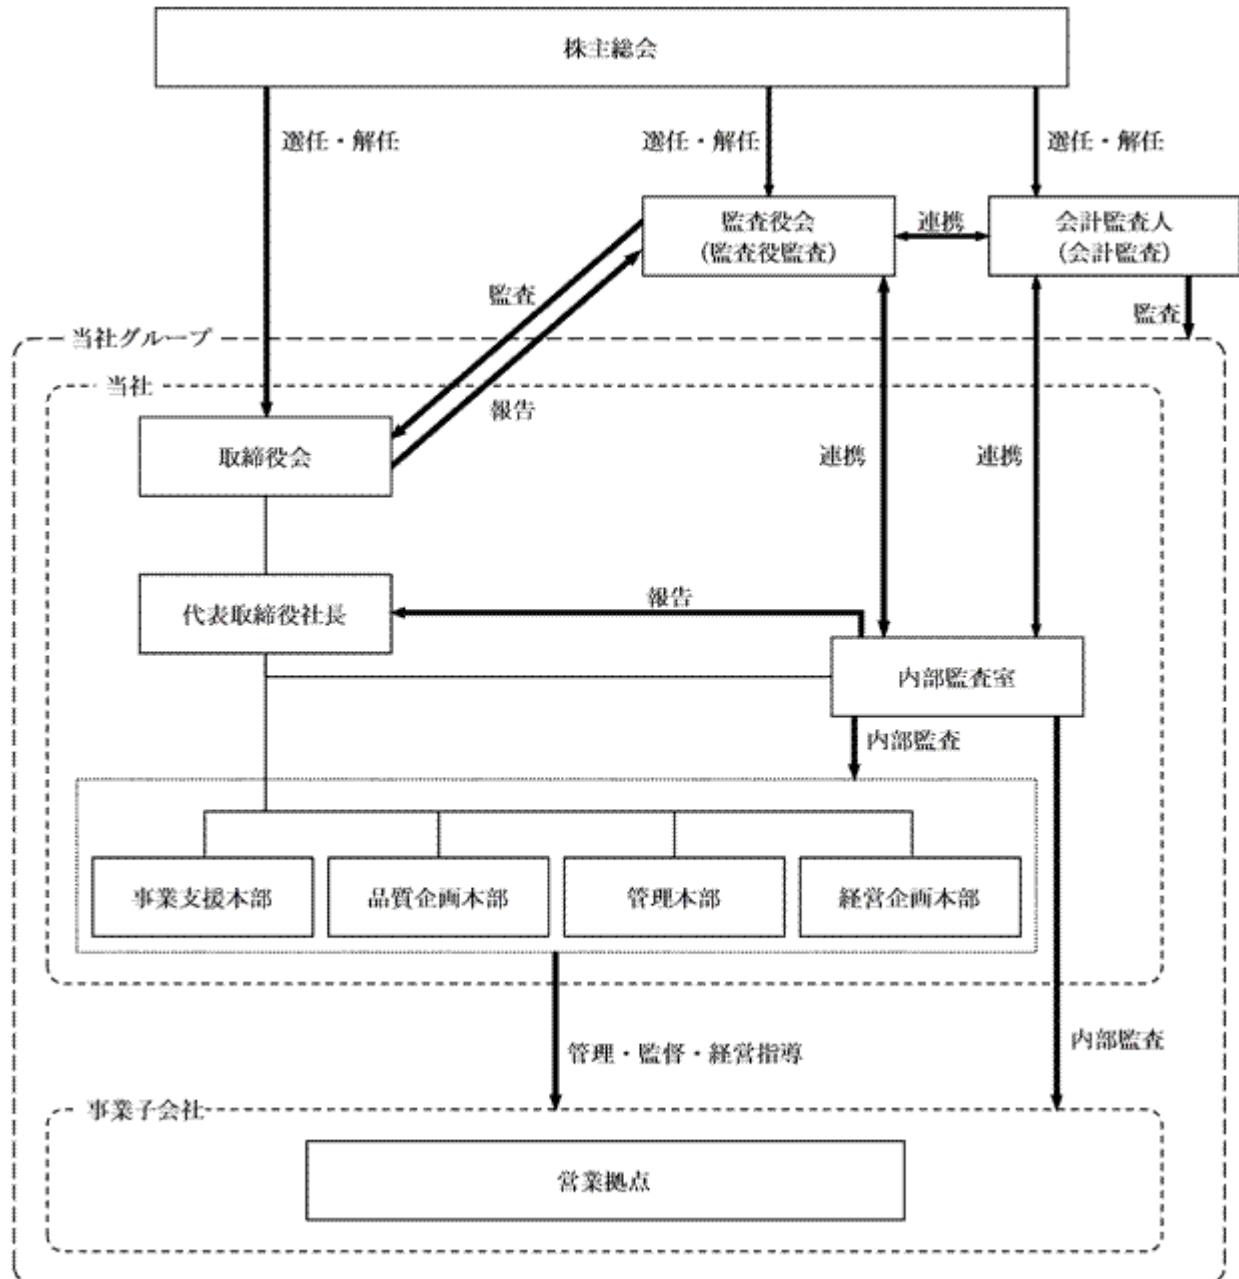 株主総会
選任・解任
選任・解任
選任・解任
監査役会
(監査役監査)
連携
会計監査人
(会計監査)
監査
監査
当社グループ
当社
報告
取締役会
連携
連携
代表取締役社長
報告
内部監査室
内部監査
事業支援本部
品質企画本部
管理本部
経営企画本部
管理・監督・経営指導
内部監査
事業子会社
営業拠点